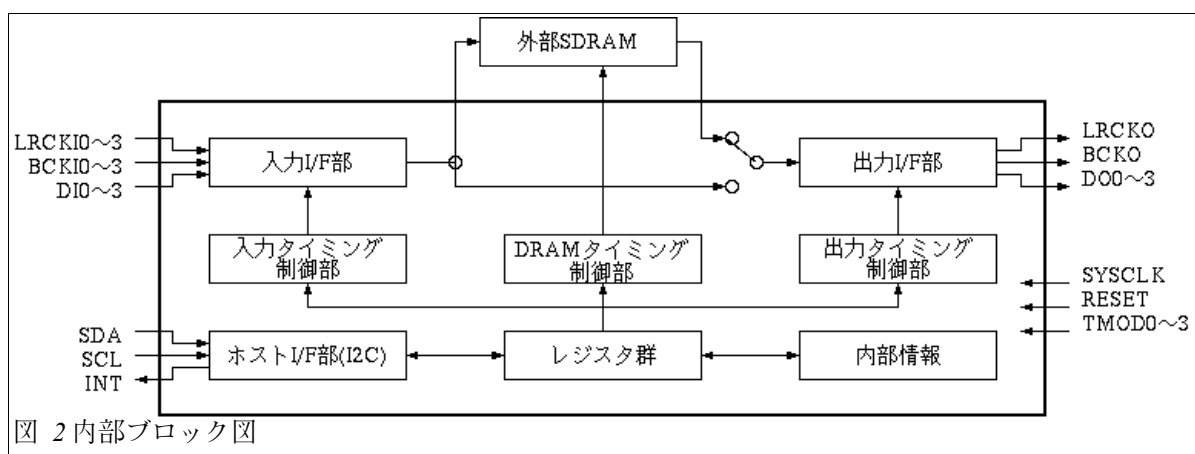 外部SDRAM
LRCKI0～3
BCKI0～3
DI0～3
入力I/F部
出力I/F部
LRCKO
BCKO
DO0～3
入力タイミング
制御部
DRAMタイミング
制御部
出力タイミング
制御部
SYSCLK
RESET
TMOD0～3
SDA
SCL
INT
ホストI/F部(I2C)
レジスタ群
内部情報
図 2 内部ブロック図